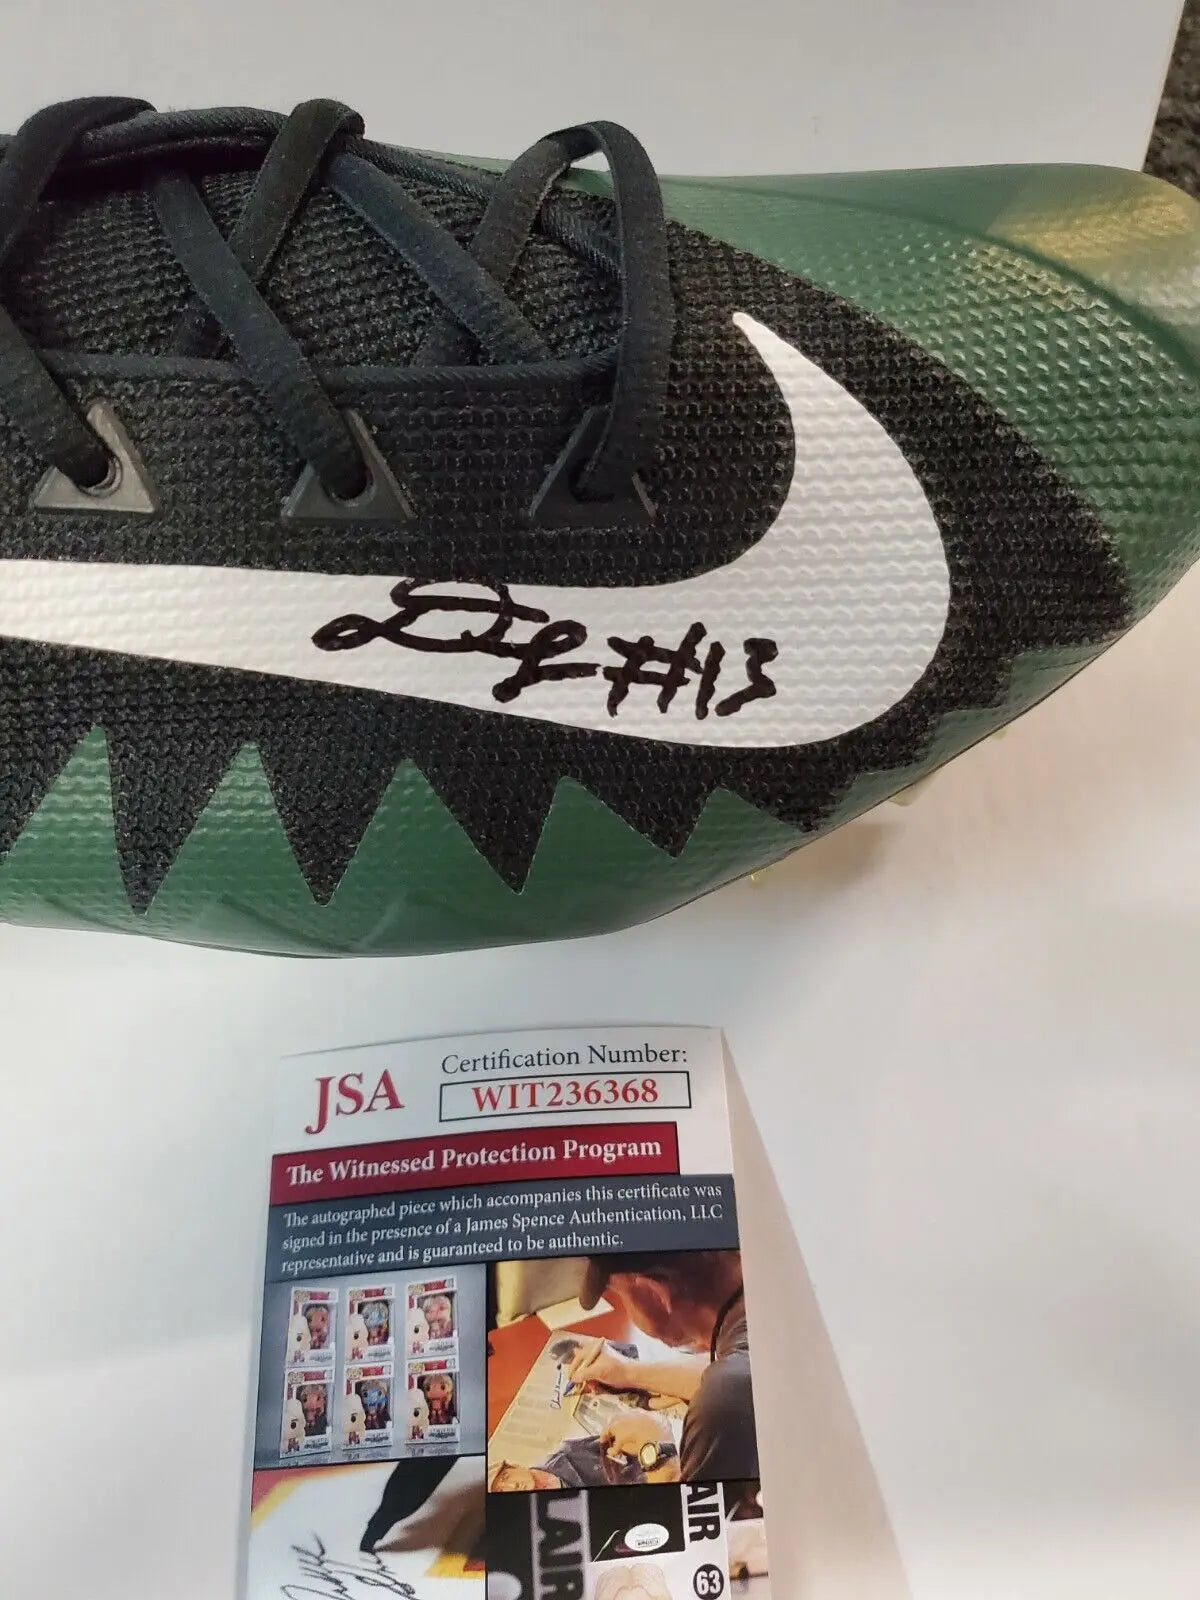 #13
JSA
Certification Number:
WIT236368
The Witnessed Protection Program
The autographed piece which accompanies this certificate was
signed in the presence of a James Spence Authentication, LLC
representative and is guaranteed to be authentic.
LAIR
AIR
63